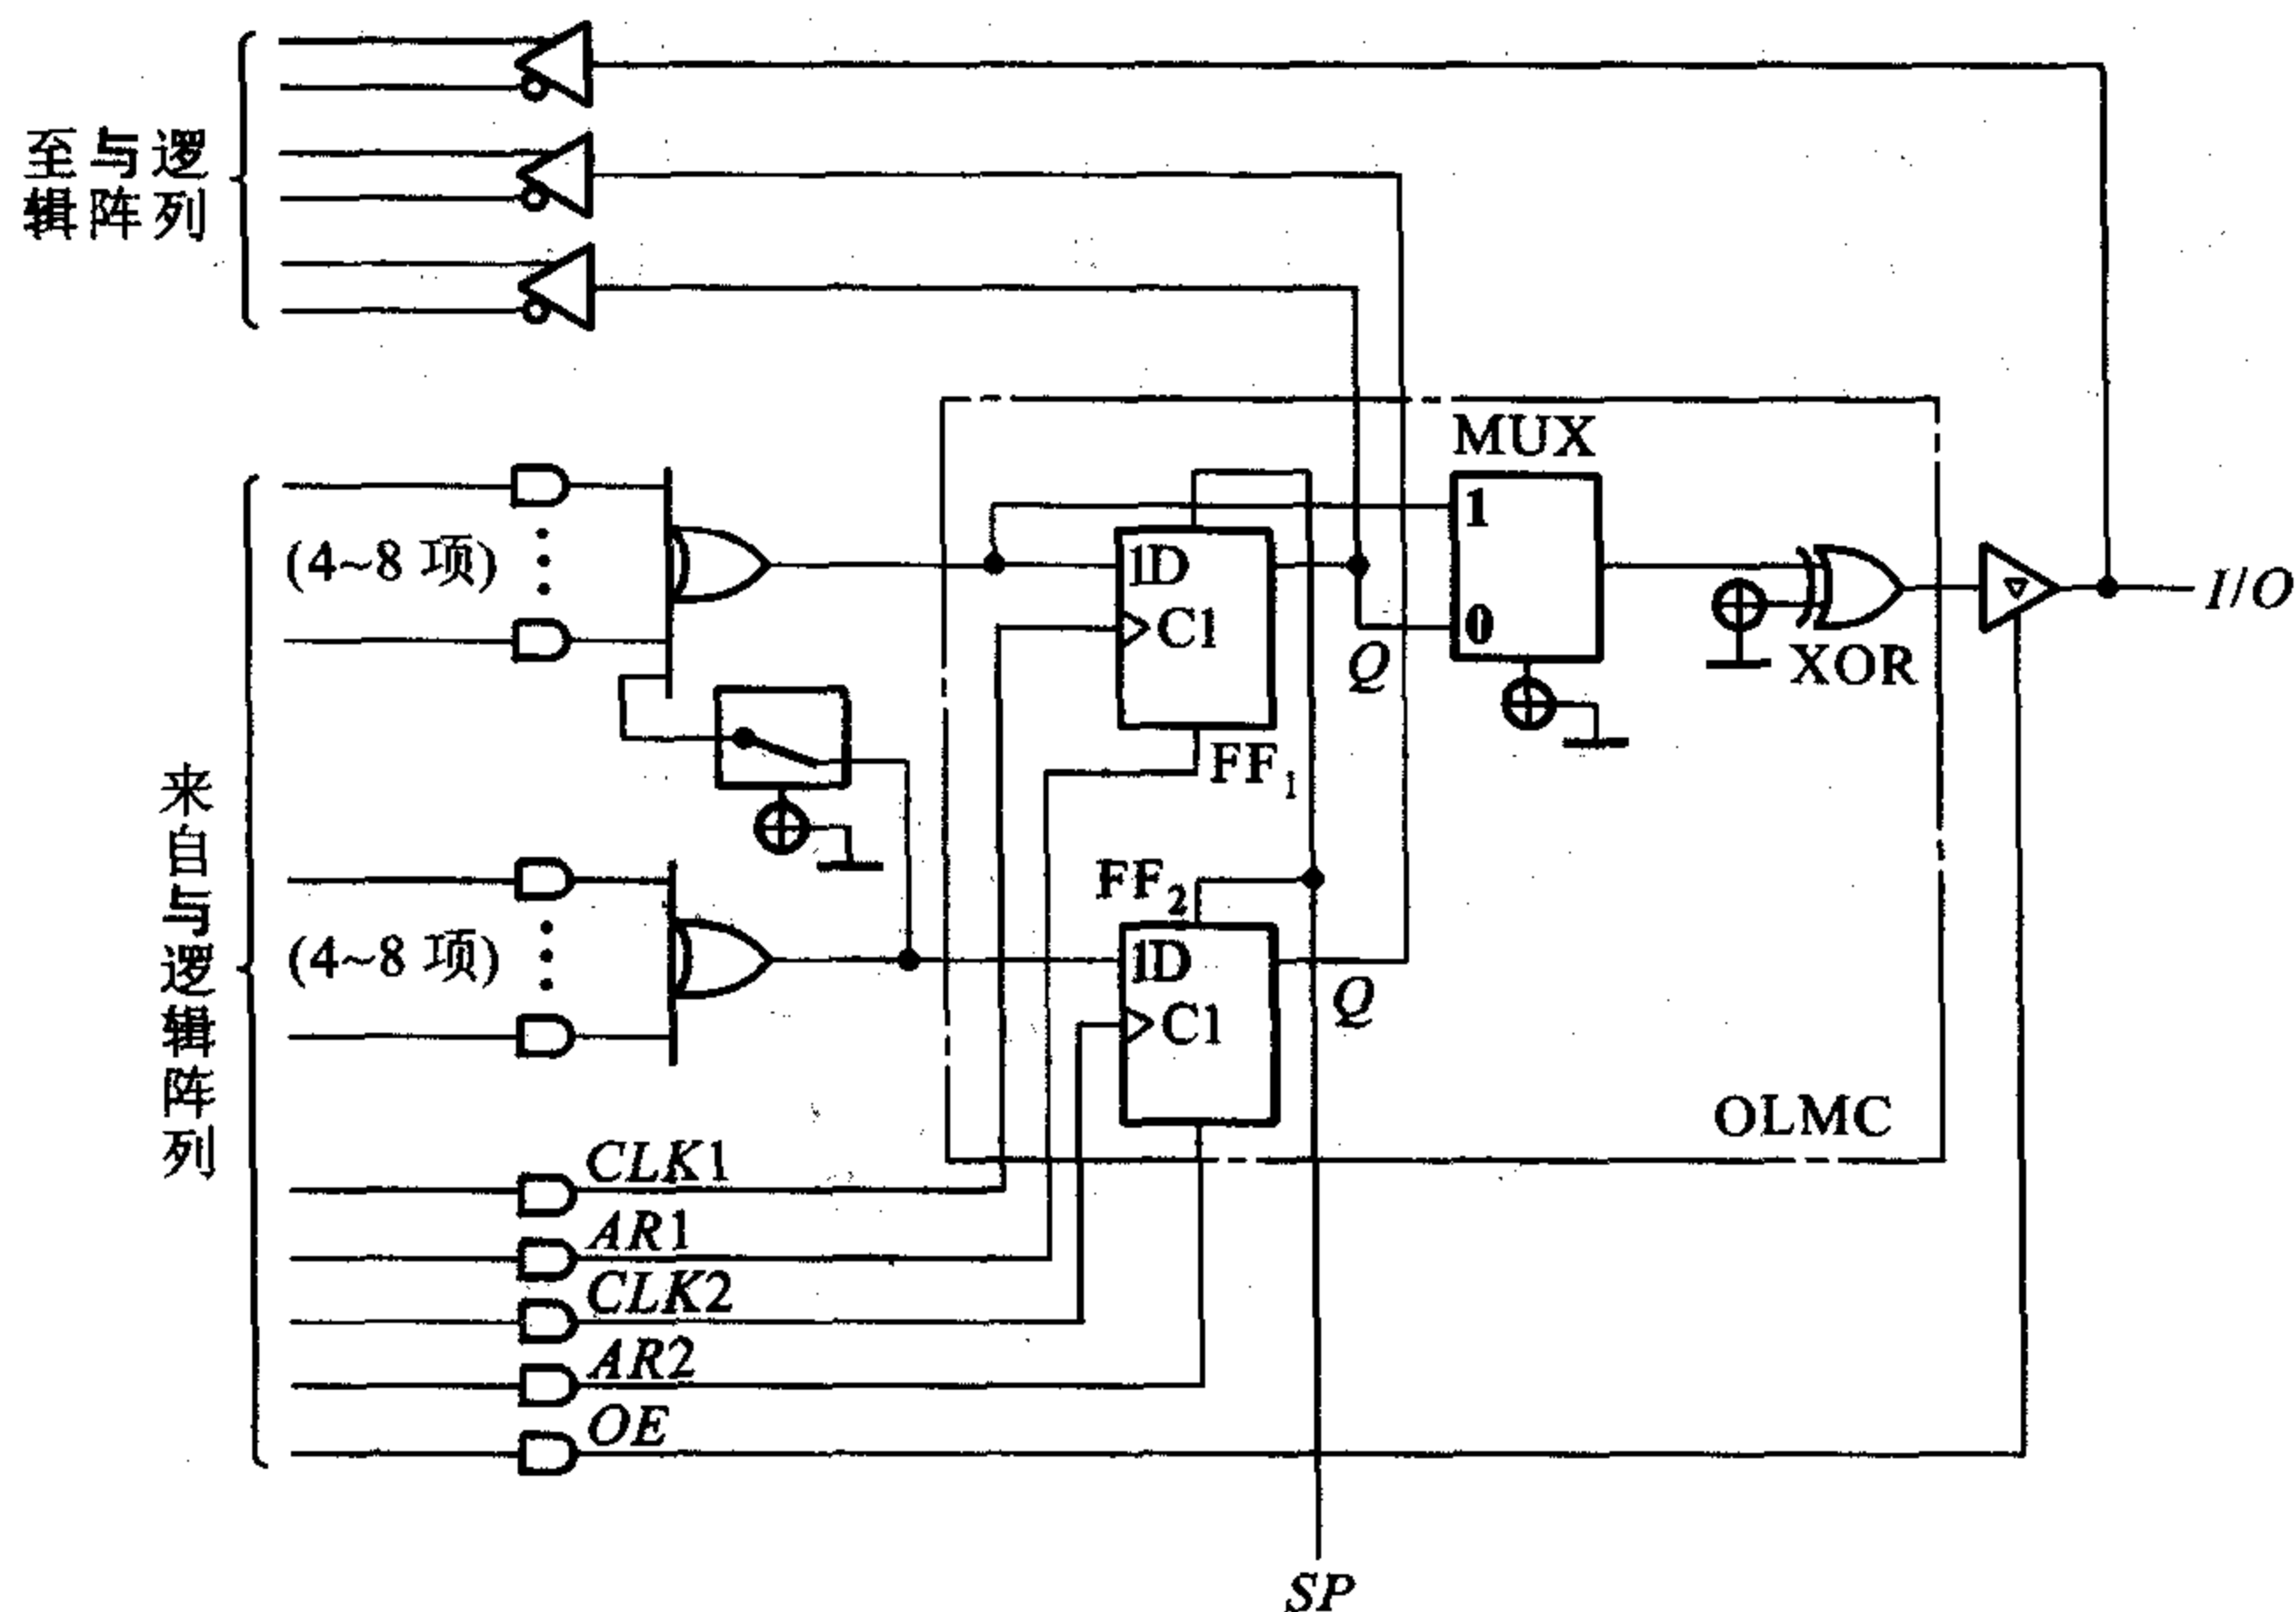 至与逻
辑阵列
(4~8 项)
MUX
1
0
1D
C1
Q
FF1
XOR
I/O
来自与逻辑阵列
(4~8 项)
FF2
1D
C1
Q
OLMC
CLK1
AR1
CLK2
AR2
OE
SP